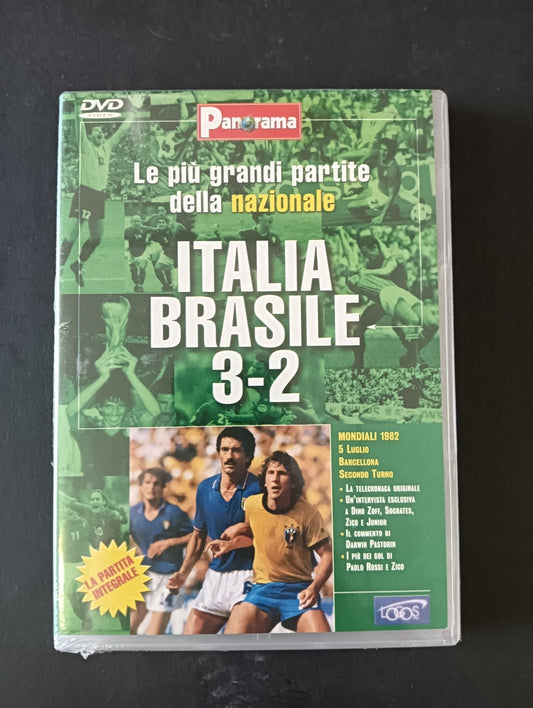 DVD
VIDEO
Panorama
Le più grandi partite
della nazionale
ITALIA
BRASILE
3-2
MONDIALI 1982
5 LUGLIO
BARCELLONA
SECONDO TURNO
• LA TELECRONACA ORIGINALE
• UN'INTERVISTA ESCLUSIVA
A DINO ZOFF, SOCRATES,
ZICO E JUNIOR
• IL COMMENTO DI
DARWIN PASTORIN
• I PIÙ BEI GOL DI
PAOLO ROSSI E ZICO
LA PARTITA
INTEGRALE
LOGOS